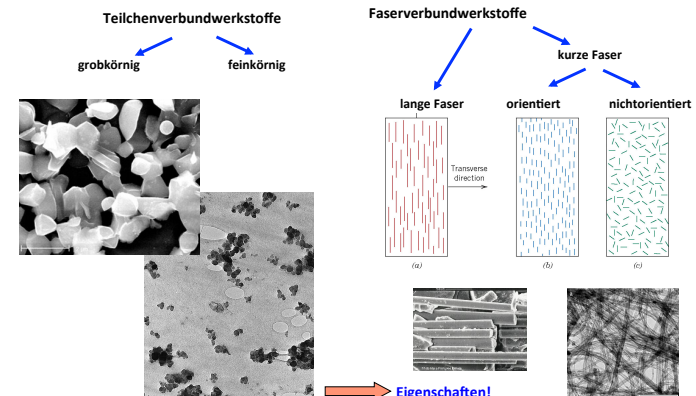 Teilchenverbundwerkstoffe
grobkörnig
feinkörnig
Faserverbundwerkstoffe
kurze Faser
lange Faser
orientiert
nichtorientiert
Transverse
direction
(a)
(b)
(c)
Eigenschaften!